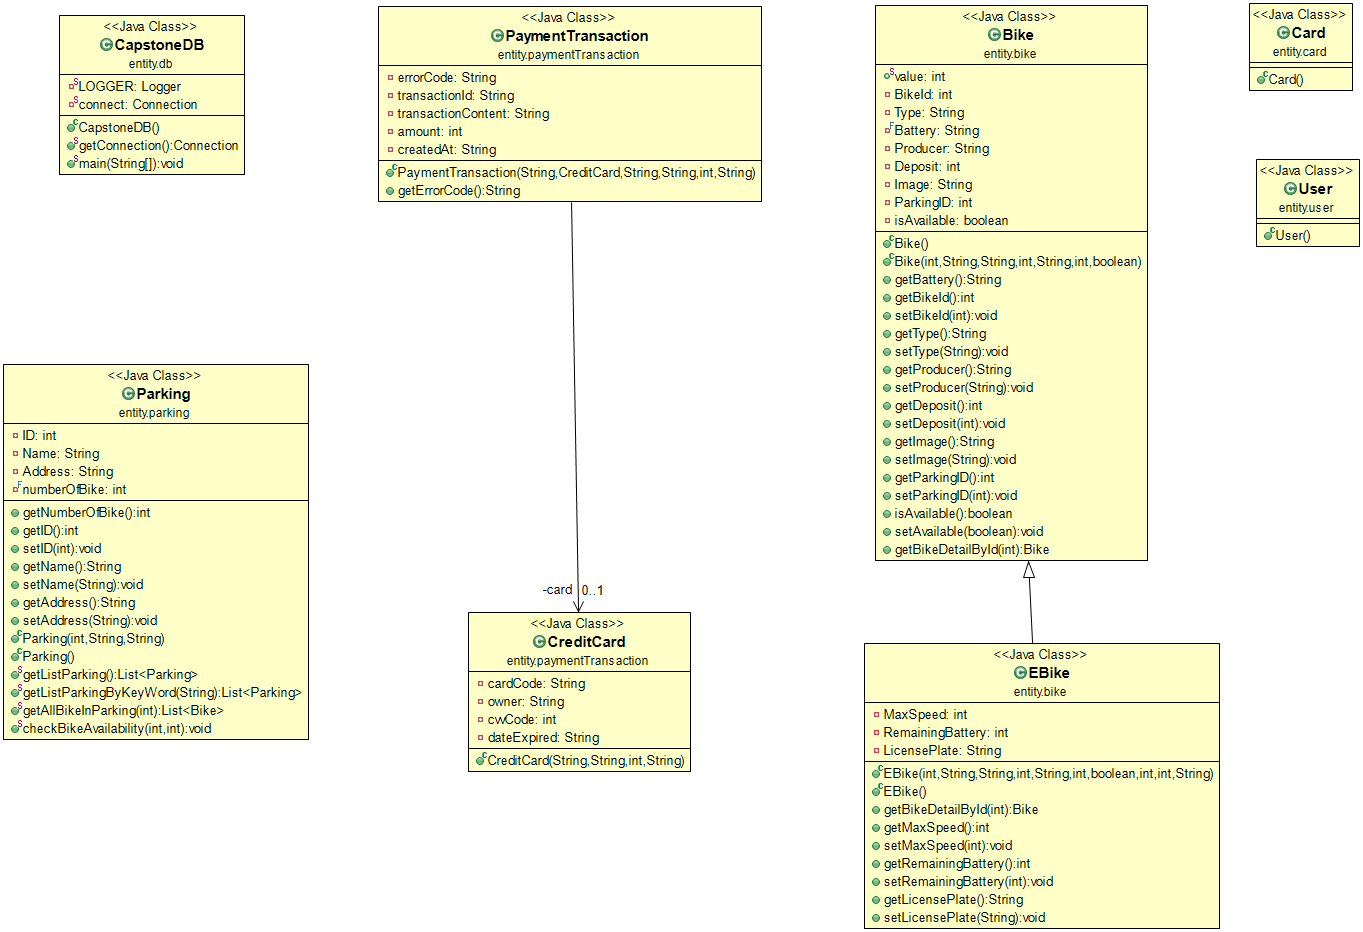 <<Java Class>>
CapstoneDB
entity.db
LOGGER: Logger
connect: Connection
CapstoneDB()
getConnection():Connection
main(String[]):void
<<Java Class>>
PaymentTransaction
entity.paymentTransaction
errorCode: String
transactionId: String
transactionContent: String
amount: int
createdAt: String
PaymentTransaction(String,CreditCard,String,String,int,String)
getErrorCode():String
<<Java Class>>
Bike
entity.bike
value: int
BikeId: int
Type: String
Battery: String
Producer: String
Deposit: int
Image: String
ParkingID: int
isAvailable: boolean
Bike()
Bike(int,String,String,int,String,int,boolean)
getBattery():String
getBikeId():int
setBikeId(int):void
getType():String
setType(String):void
getProducer():String
setProducer(String):void
getDeposit():int
setDeposit(int):void
getImage():String
setImage(String):void
getParkingID():int
setParkingID(int):void
isAvailable():boolean
setAvailable(boolean):void
getBikeDetailById(int):Bike
<<Java Class>>
Card
entity.card
Card()
<<Java Class>>
User
entity.user
User()
<<Java Class>>
Parking
entity.parking
ID: int
Name: String
Address: String
numberOfBike: int
getNumberOfBike():int
getID():int
setID(int):void
getName():String
setName(String):void
getAddress():String
setAddress(String):void
Parking(int,String,String)
Parking()
getListParking():List<Parking>
getListParkingByKeyWord(String):List<Parking>
getAllBikeInParking(int):List<Bike>
checkBikeAvailability(int,int):void
-card 0..1
<<Java Class>>
CreditCard
entity.paymentTransaction
cardCode: String
owner: String
cvvCode: int
dateExpired: String
CreditCard(String,String,int,String)
<<Java Class>>
EBike
entity.bike
MaxSpeed: int
RemainingBattery: int
LicensePlate: String
EBike(int,String,String,int,String,int,boolean,int,int,String)
EBike()
getBikeDetailById(int):Bike
getMaxSpeed():int
setMaxSpeed(int):void
getRemainingBattery():int
setRemainingBattery(int):void
getLicensePlate():String
setLicensePlate(String):void